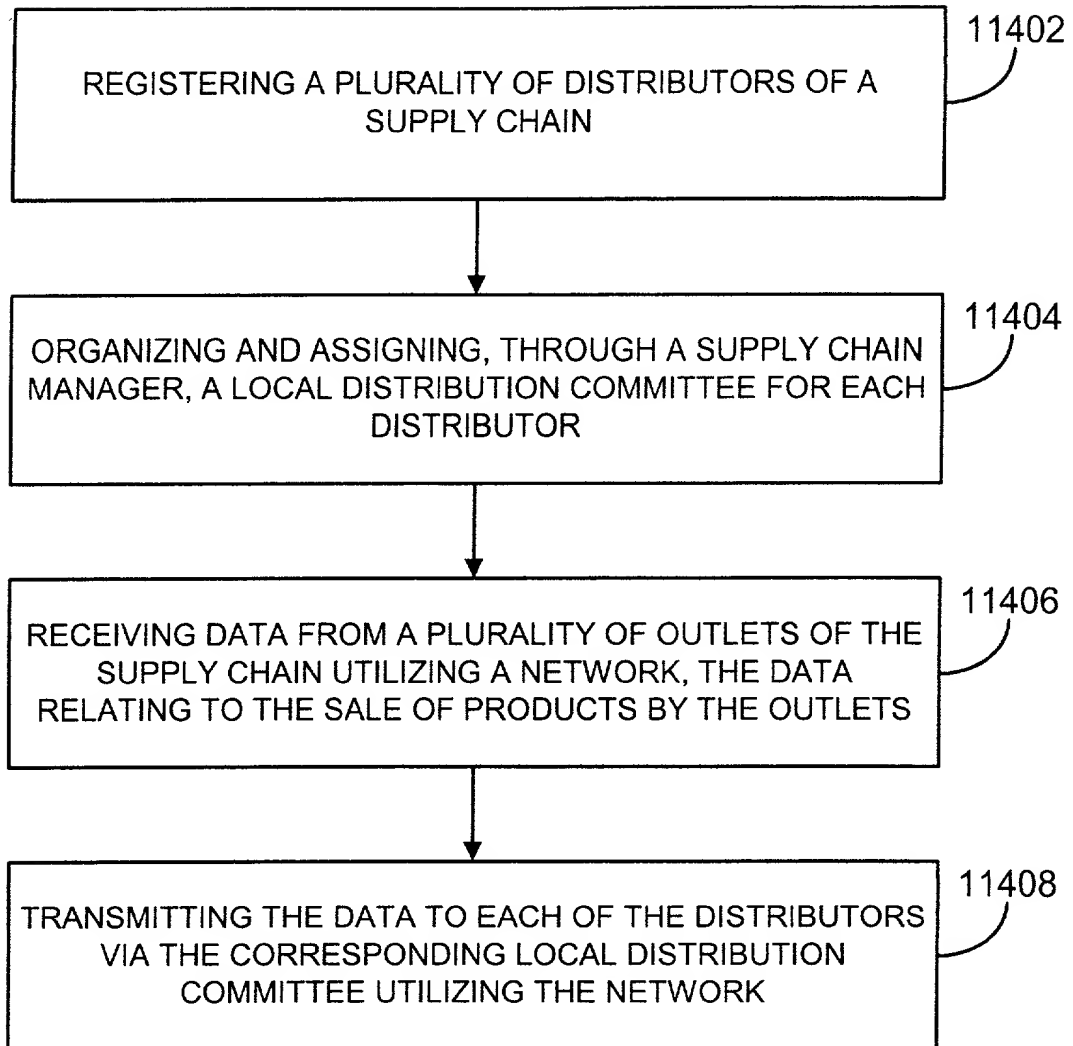 11402
REGISTERING A PLURALITY OF DISTRIBUTORS OF A
SUPPLY CHAIN
11404
ORGANIZING AND ASSIGNING, THROUGH A SUPPLY CHAIN
MANAGER, A LOCAL DISTRIBUTION COMMITTEE FOR EACH
DISTRIBUTOR
11406
RECEIVING DATA FROM A PLURALITY OF OUTLETS OF THE
SUPPLY CHAIN UTILIZING A NETWORK, THE DATA
RELATING TO THE SALE OF PRODUCTS BY THE OUTLETS
11408
TRANSMITTING THE DATA TO EACH OF THE DISTRIBUTORS
VIA THE CORRESPONDING LOCAL DISTRIBUTION
COMMITTEE UTILIZING THE NETWORK